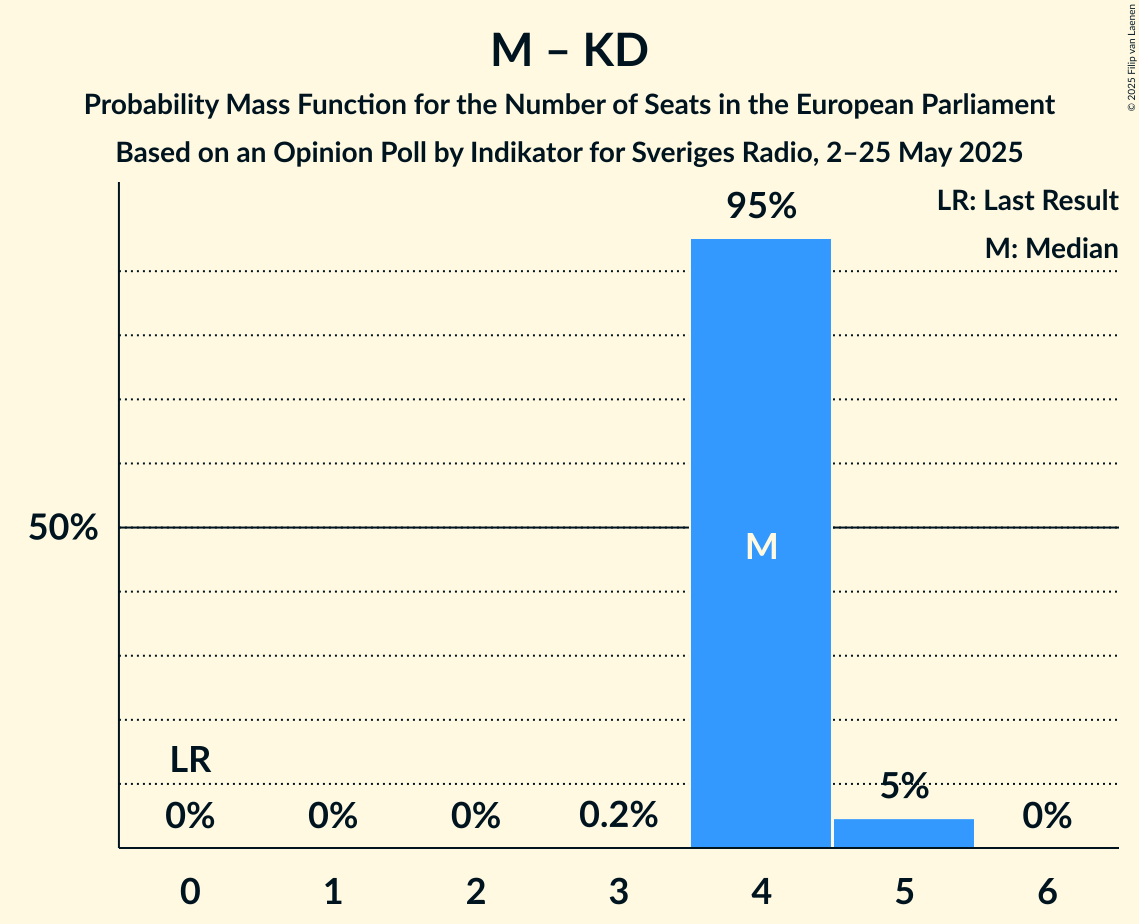 M – KD
Probability Mass Function for the Number of Seats in the European Parliament
Based on an Opinion Poll by Indikator for Sveriges Radio, 2–25 May 2025
© 2025 Filip van Laenen
LR: Last Result
M: Median
95%
50%
M
LR
0%
0%
0%
0.2%
5%
0%
0
1
2
3
4
5
6